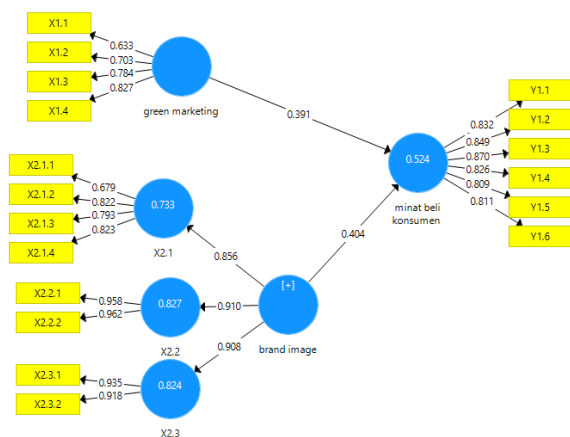 X1.1
X1.2
X1.3
X1.4
0.633
0.703
0.784
0.827
green marketing
0.391
X2.1.1
X2.1.2
X2.1.3
X2.1.4
0.679
0.822
0.793
0.823
0.733
X2.1
0.856
X2.2.1
X2.2.2
0.958
0.962
0.827
X2.2
0.910
X2.3.1
X2.3.2
0.935
0.918
0.824
X2.3
0.908
[+]
brand image
0.404
0.524
minat beli
konsumen
0.832
0.849
0.870
0.826
0.809
0.811
Y1.1
Y1.2
Y1.3
Y1.4
Y1.5
Y1.6